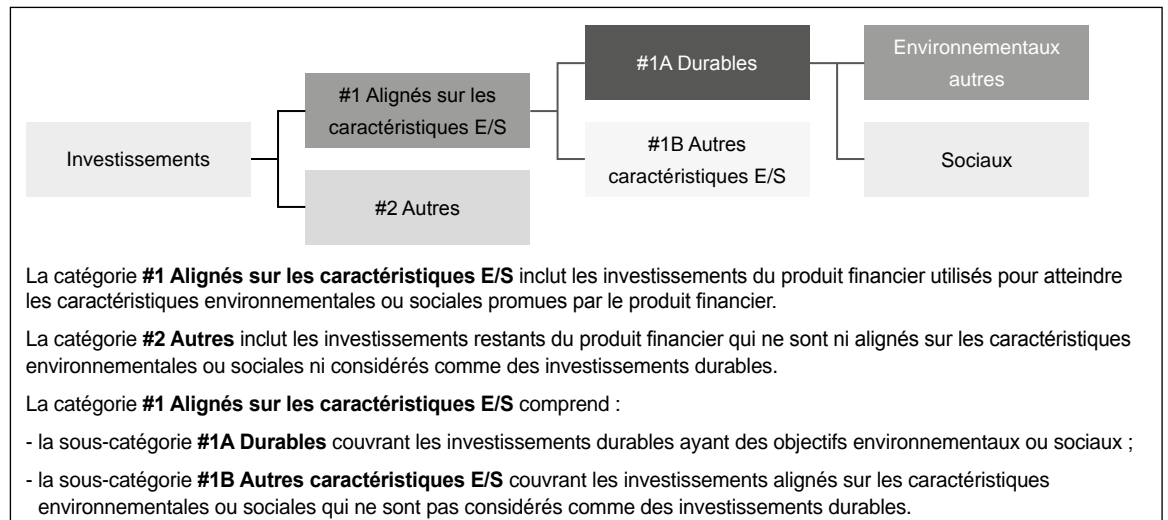 Investissements
#1 Alignés sur les
caractéristiques E/S
#2 Autres
#1A Durables
#1B Autres
caractéristiques E/S
Environnementaux
autres
Sociaux
La catégorie #1 Alignés sur les caractéristiques E/S inclut les investissements du produit financier utilisés pour atteindre
les caractéristiques environnementales ou sociales promues par le produit financier.
La catégorie #2 Autres inclut les investissements restants du produit financier qui ne sont ni alignés sur les caractéristiques
environnementales ou sociales ni considérés comme des investissements durables.
La catégorie #1 Alignés sur les caractéristiques E/S comprend :
- la sous-catégorie #1A Durables couvrant les investissements durables ayant des objectifs environnementaux ou sociaux ;
- la sous-catégorie #1B Autres caractéristiques E/S couvrant les investissements alignés sur les caractéristiques
environnementales ou sociales qui ne sont pas considérés comme des investissements durables.